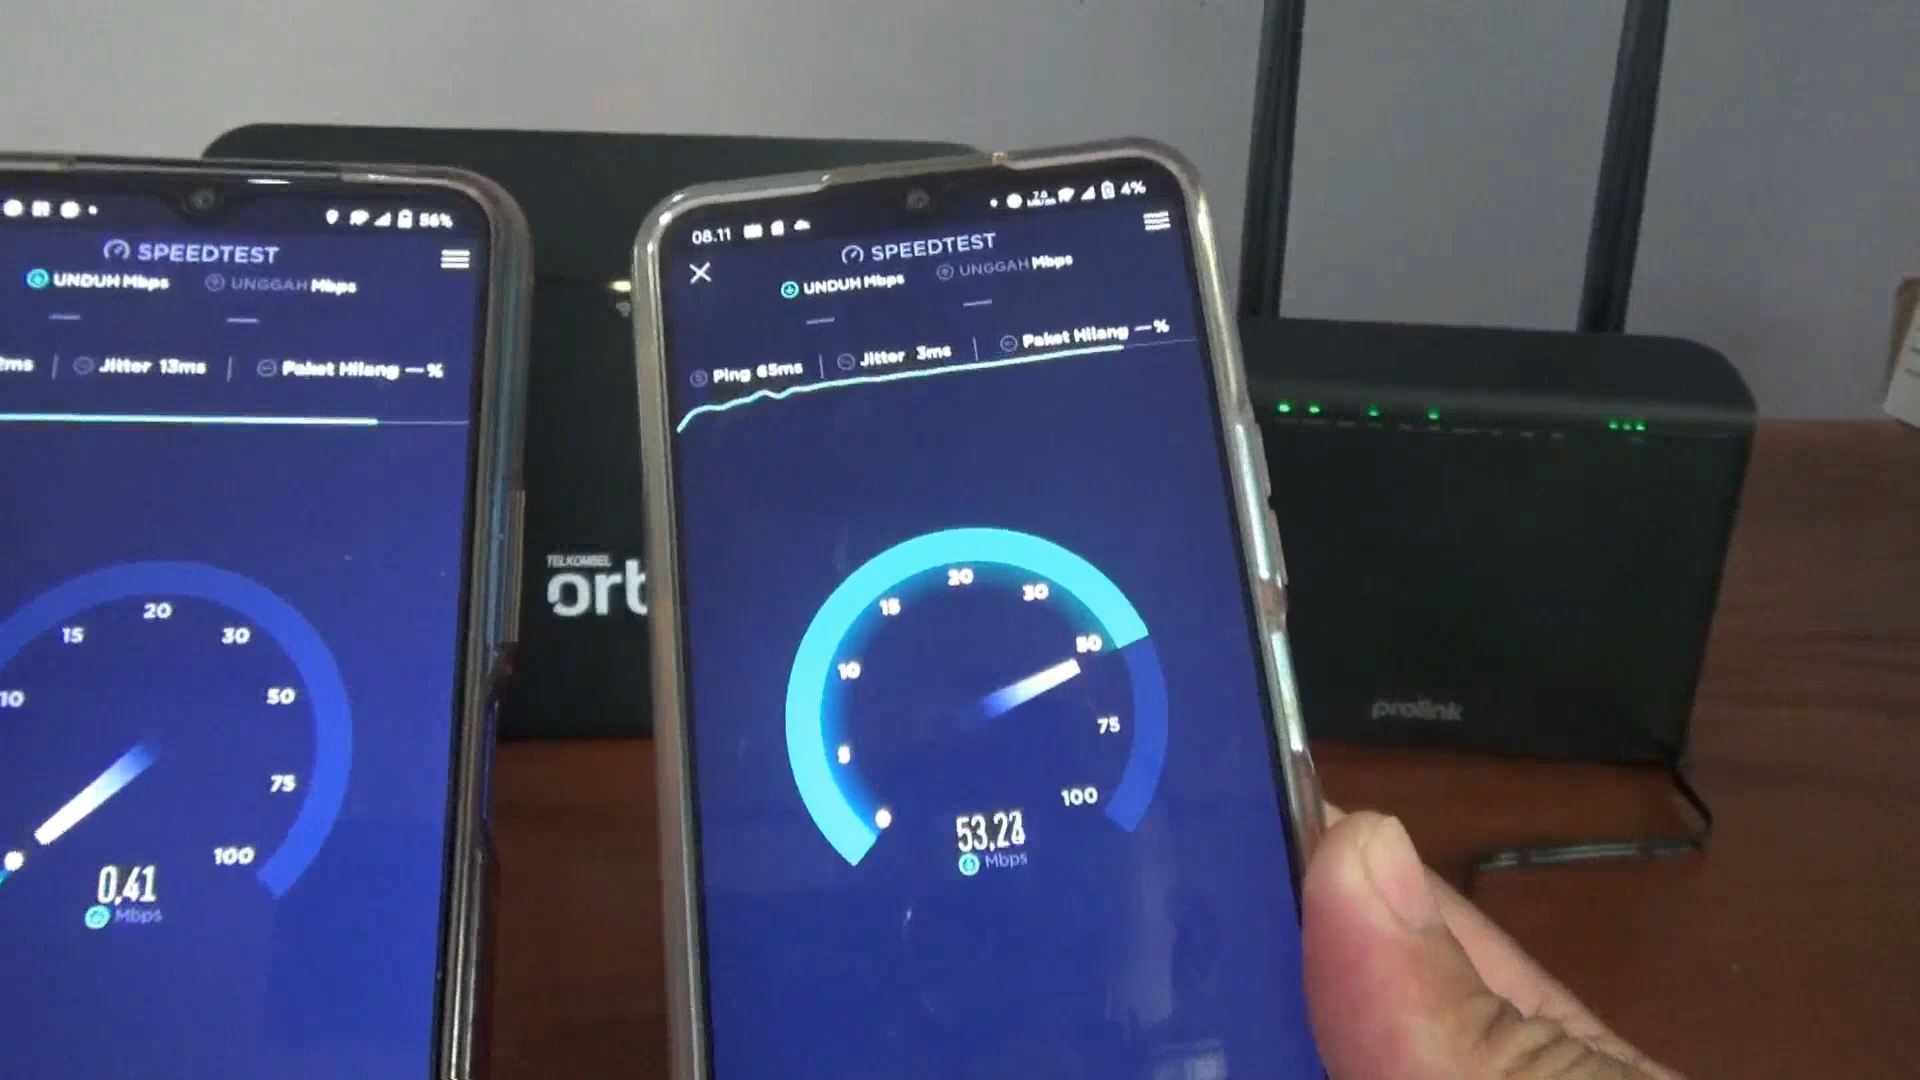 56%
SPEEDTEST
UNDUH Mbps UNGGAH Mbps
Jitter 13ms Paket Hilang — %
10
15
20
30
50
75
100
0,41
Mbps
TELKOMSEL
orb
08.11 4%
SPEEDTEST
UNDUH Mbps UNGGAH Mbps
Ping 65ms Jitter 3ms Paket Hilang — %
5
10
15
20
30
50
75
100
Mbps
prolink